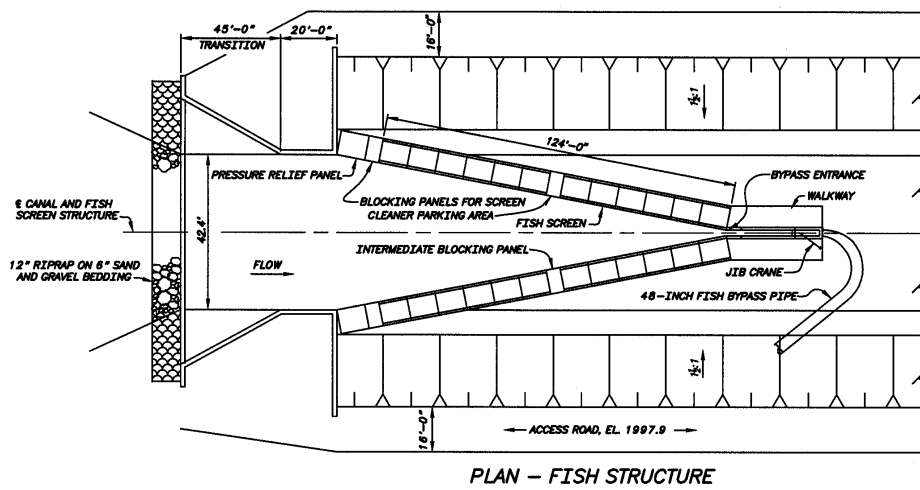 45'-0"
20'-0"
TRANSITION
16'-0"
1½:1
124'-0"
BYPASS ENTRANCE
PRESSURE RELIEF PANEL
WALKWAY
BLOCKING PANELS FOR SCREEN
CLEANER PARKING AREA
FISH SCREEN
℄ CANAL AND FISH
SCREEN STRUCTURE
42.4'
INTERMEDIATE BLOCKING PANEL
12" RIPRAP ON 6" SAND
AND GRAVEL BEDDING
FLOW
JIB CRANE
48-INCH FISH BYPASS PIPE
1½:1
16'-0"
ACCESS ROAD, EL. 1997.9
PLAN - FISH STRUCTURE